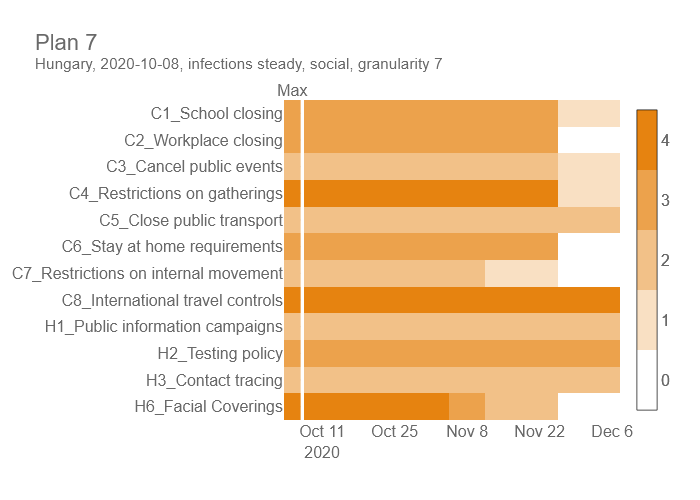 Plan 7
Hungary, 2020-10-08, infections steady, social, granularity 7
Max
C1_School closing
C2_Workplace closing
C3_Cancel public events
C4_Restrictions on gatherings
C5_Close public transport
C6_Stay at home requirements
C7_Restrictions on internal movement
C8_International travel controls
H1_Public information campaigns
H2_Testing policy
H3_Contact tracing
H6_Facial Coverings
Oct 11 Oct 25 Nov 8 Nov 22 Dec 6
2020
4
3
2
1
0